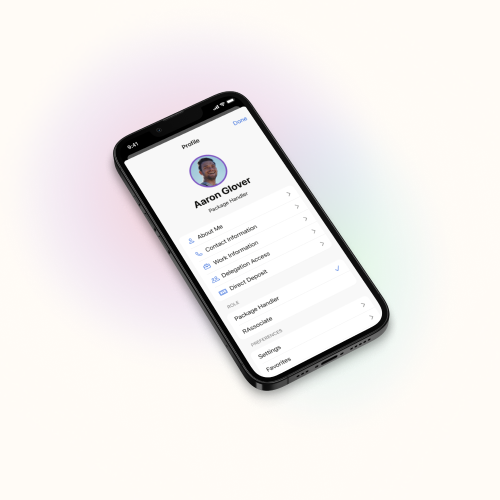 9:41
Profile
Done
Aaron Glover
Package Handler
About Me
Contact Information
Work Information
Delegation Access
Direct Deposit
ROLE
Package Handler
RAssociate
PREFERENCES
Settings
Favorites